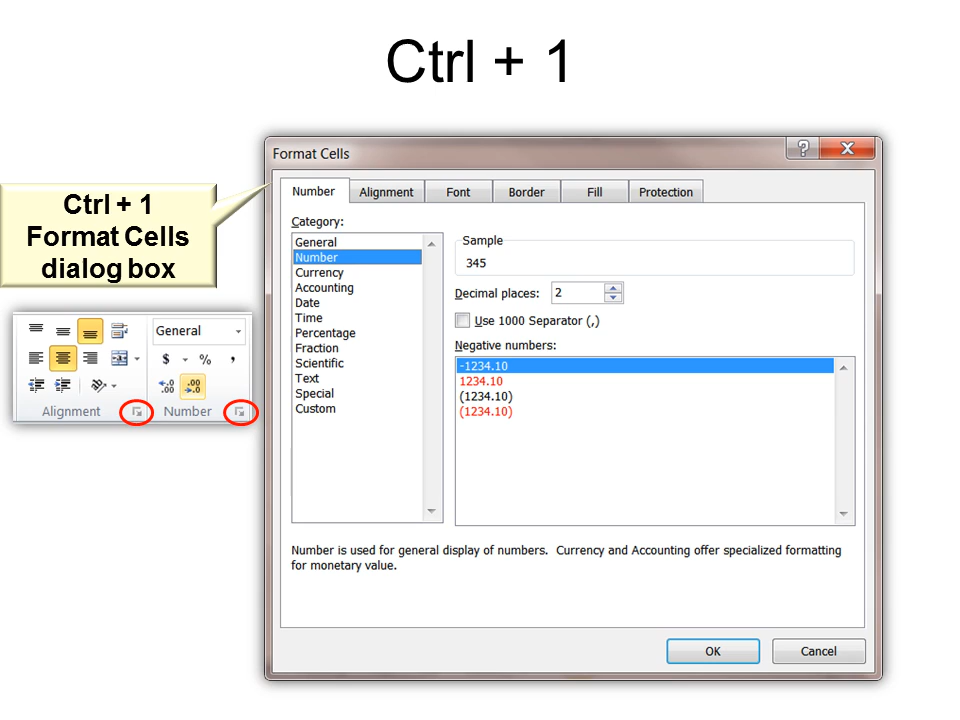 Ctrl + 1
Ctrl + 1
Format Cells
dialog box
General
$ % ,
.0 .00
.00 .0
Alignment Number
Format Cells
Number Alignment Font Border Fill Protection
Category:
General
Number
Currency
Accounting
Date
Time
Percentage
Fraction
Scientific
Text
Special
Custom
Sample
345
Decimal places: 2
Use 1000 Separator (,)
Negative numbers:
-1234.10
1234.10
(1234.10)
(1234.10)
Number is used for general display of numbers. Currency and Accounting offer specialized formatting
for monetary value.
OK Cancel